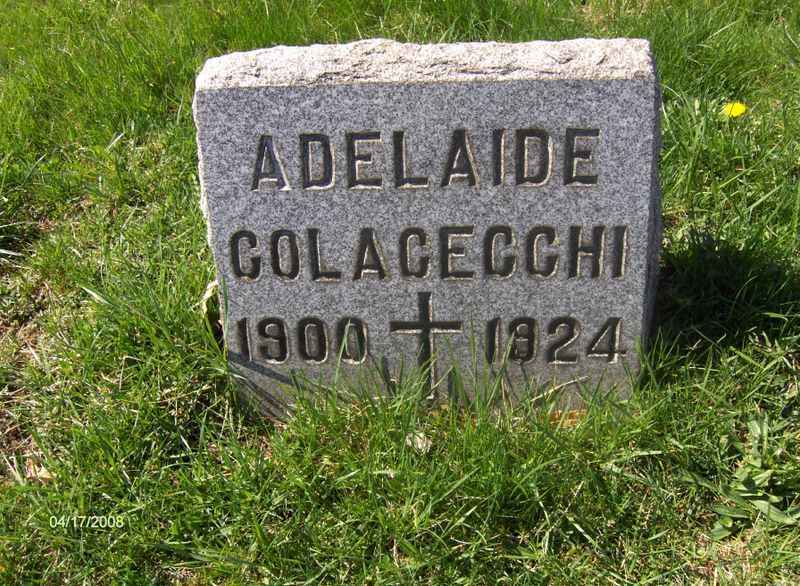 ADELAIDE
COLACECCHI
1900 1924
04/17/2008